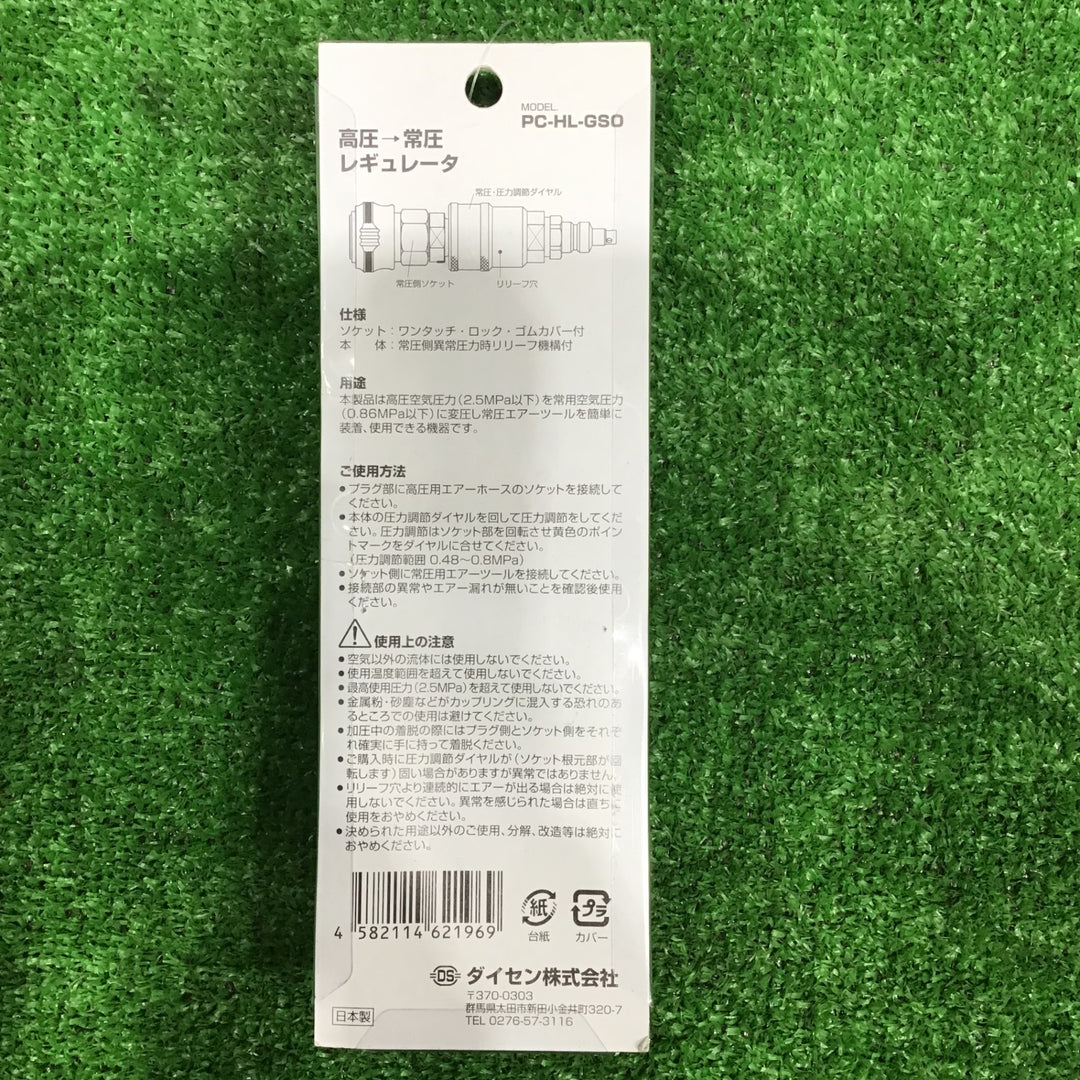 MODEL.
PC-HL-GSO
高圧→常圧
レギュレータ
常圧・圧力調節ダイヤル
常圧側ソケット
リリーフ穴
仕様
ソケット：ワンタッチ・ロック・ゴムカバー付
本　体：常圧側異常圧力時リリーフ機構付
用途
本製品は高圧空気圧力（2.5MPa以下）を常用空気圧力
（0.86MPa以下）に変圧し常圧エアーツールを簡単に
装着、使用できる機器です。
ご使用方法
●プラグ部に高圧用エアーホースのソケットを接続して
ください。
●本体の圧力調節ダイヤルを回して圧力調節をしてくだ
さい。圧力調節はソケット部を回転させ黄色のポイン
トマークをダイヤルに合せてください。
（圧力調節範囲 0.48〜0.8MPa）
●ソケット側に常圧用エアーツールを接続してください。
●接続部の異常やエアー漏れが無いことを確認後使用
ください。
使用上の注意
●空気以外の流体には使用しないでください。
●使用温度範囲を超えて使用しないでください。
●最高使用圧力（2.5MPa）を超えて使用しないでください。
●金属粉・砂塵などがカップリングに混入する恐れのあ
るところでの使用は避けてください。
●加圧中の着脱の際にはプラグ側とソケット側をそれぞ
れ確実に手に持って着脱ください。
●ご購入時に圧力調節ダイヤルが（ソケット根元部が回
転します）固い場合がありますが異常ではありません。
●リリーフ穴より連続的にエアーが出る場合は絶対に使
用しないでください。異常を感じられた場合は直ちに
使用をおやめください。
●決められた用途以外のご使用、分解、改造等は絶対に
おやめください。
4 582114 621969
紙
台紙
プラ
カバー
DS ダイセン株式会社
〒370-0303
群馬県太田市新田小金井町320-7
TEL 0276-57-3116
日本製